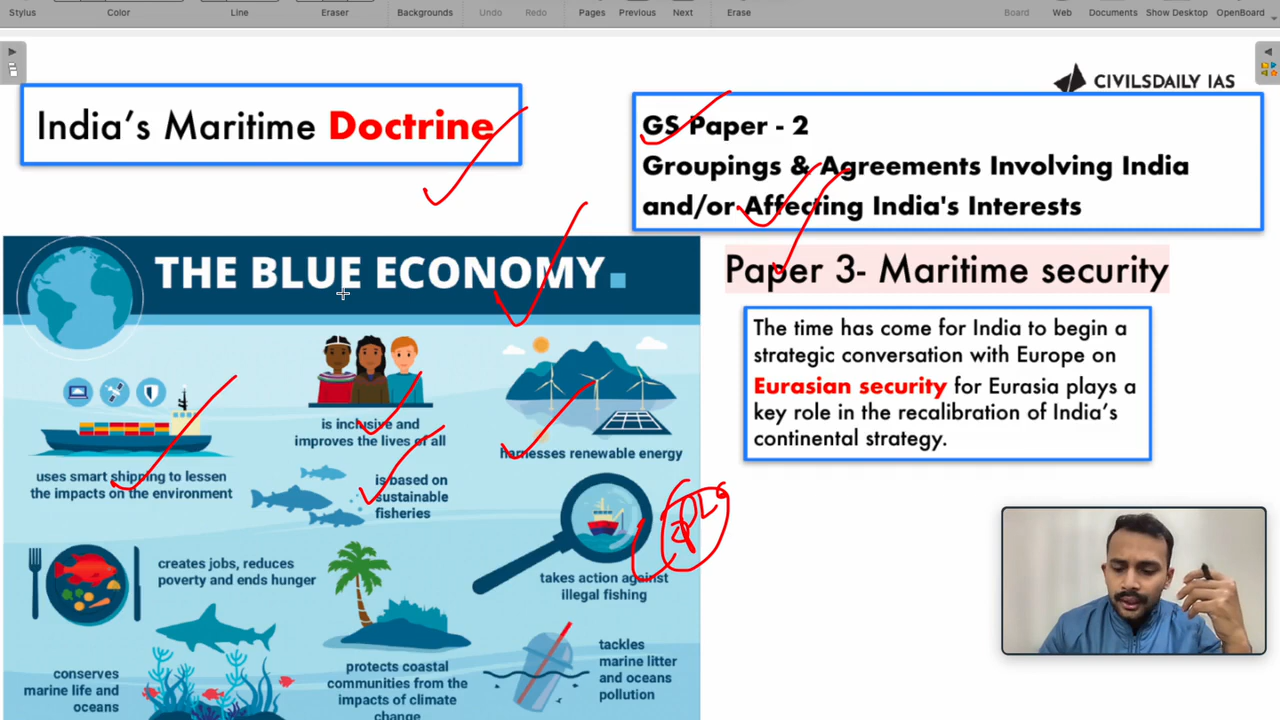 Stylus
Color
Line
Eraser
Backgrounds
Undo
Redo
Pages
Previous
Next
Erase
Board
Web
Documents
Show Desktop
OpenBoard
India's Maritime Doctrine
CIVILSDAILY IAS
GS Paper - 2
Groupings & Agreements Involving India
and/or Affecting India's Interests
Paper 3- Maritime security
The time has come for India to begin a
strategic conversation with Europe on
Eurasian security for Eurasia plays a
key role in the recalibration of India's
continental strategy.
THE BLUE ECONOMY.
uses smart shipping to lessen
the impacts on the environment
is inclusive and
improves the lives of all
harnesses renewable energy
is based on
sustainable
fisheries
takes action against
illegal fishing
creates jobs, reduces
poverty and ends hunger
conserves
marine life and
oceans
protects coastal
communities from the
impacts of climate
change
tackles
marine litter
and oceans
pollution